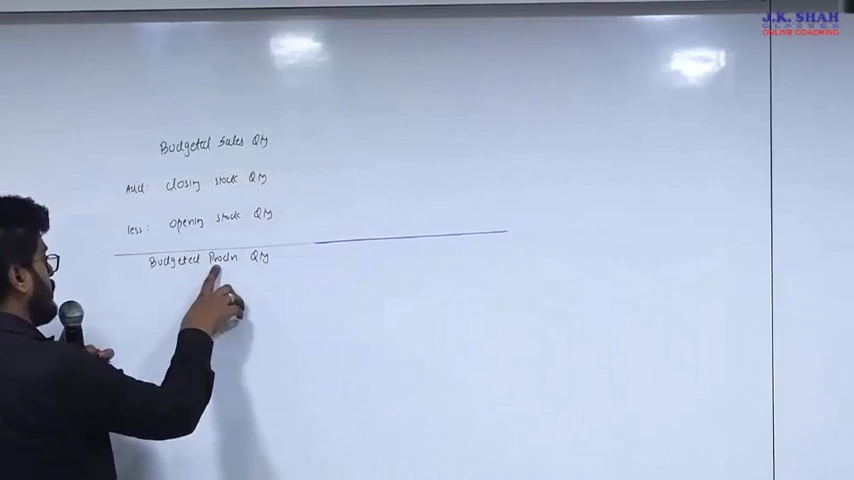 J.K. SHAH
CLASSES
ONLINE COACHING
Budgeted Sales Qty
Add: closing stock Qty
less: opening stock Qty
Budgeted Prodn Qty